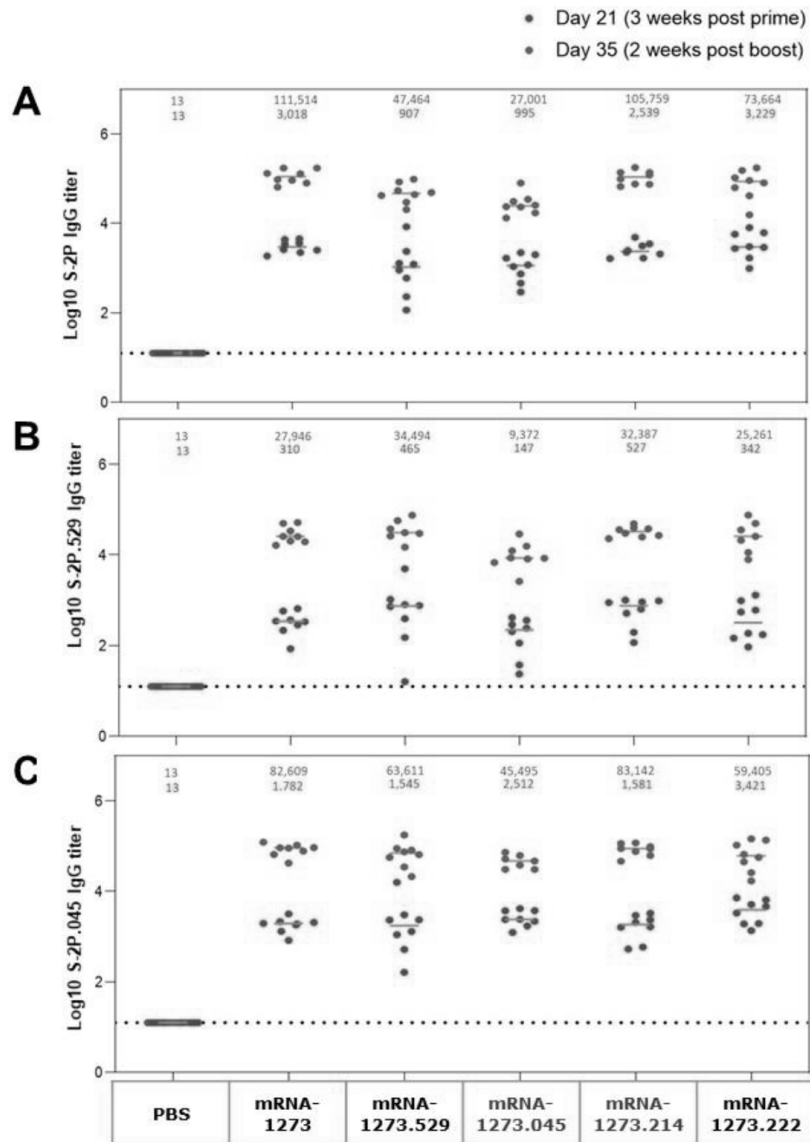 Day 21 (3 weeks post prime)
Day 35 (2 weeks post boost)
A
13 111,514 47,464 27,001 105,759 73,664
13 3,018 907 995 2,539 3,229
Log10 S-2P IgG titer
6
4
2
0
B
13 27,946 34,494 9,372 32,387 25,261
13 310 465 147 527 342
Log10 S-2P.529 IgG titer
6
4
2
0
C
13 82,609 63,611 45,495 83,142 59,405
13 1.782 1,545 2,512 1,581 3,421
Log10 S-2P.045 IgG titer
6
4
2
0
PBS mRNA-1273 mRNA-1273.529 mRNA-1273.045 mRNA-1273.214 mRNA-1273.222